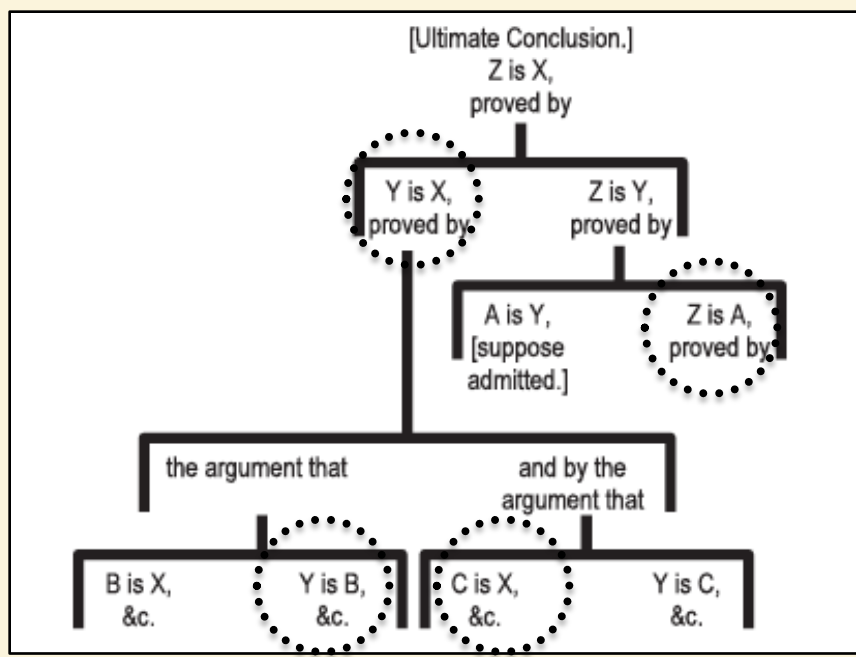 [Ultimate Conclusion.]
Z is X,
proved by
Y is X,
proved by
Z is Y,
proved by
A is Y,
[suppose
admitted.]
Z is A,
proved by
the argument that
and by the
argument that
B is X,
&c.
Y is B,
&c.
C is X,
&c.
Y is C,
&c.